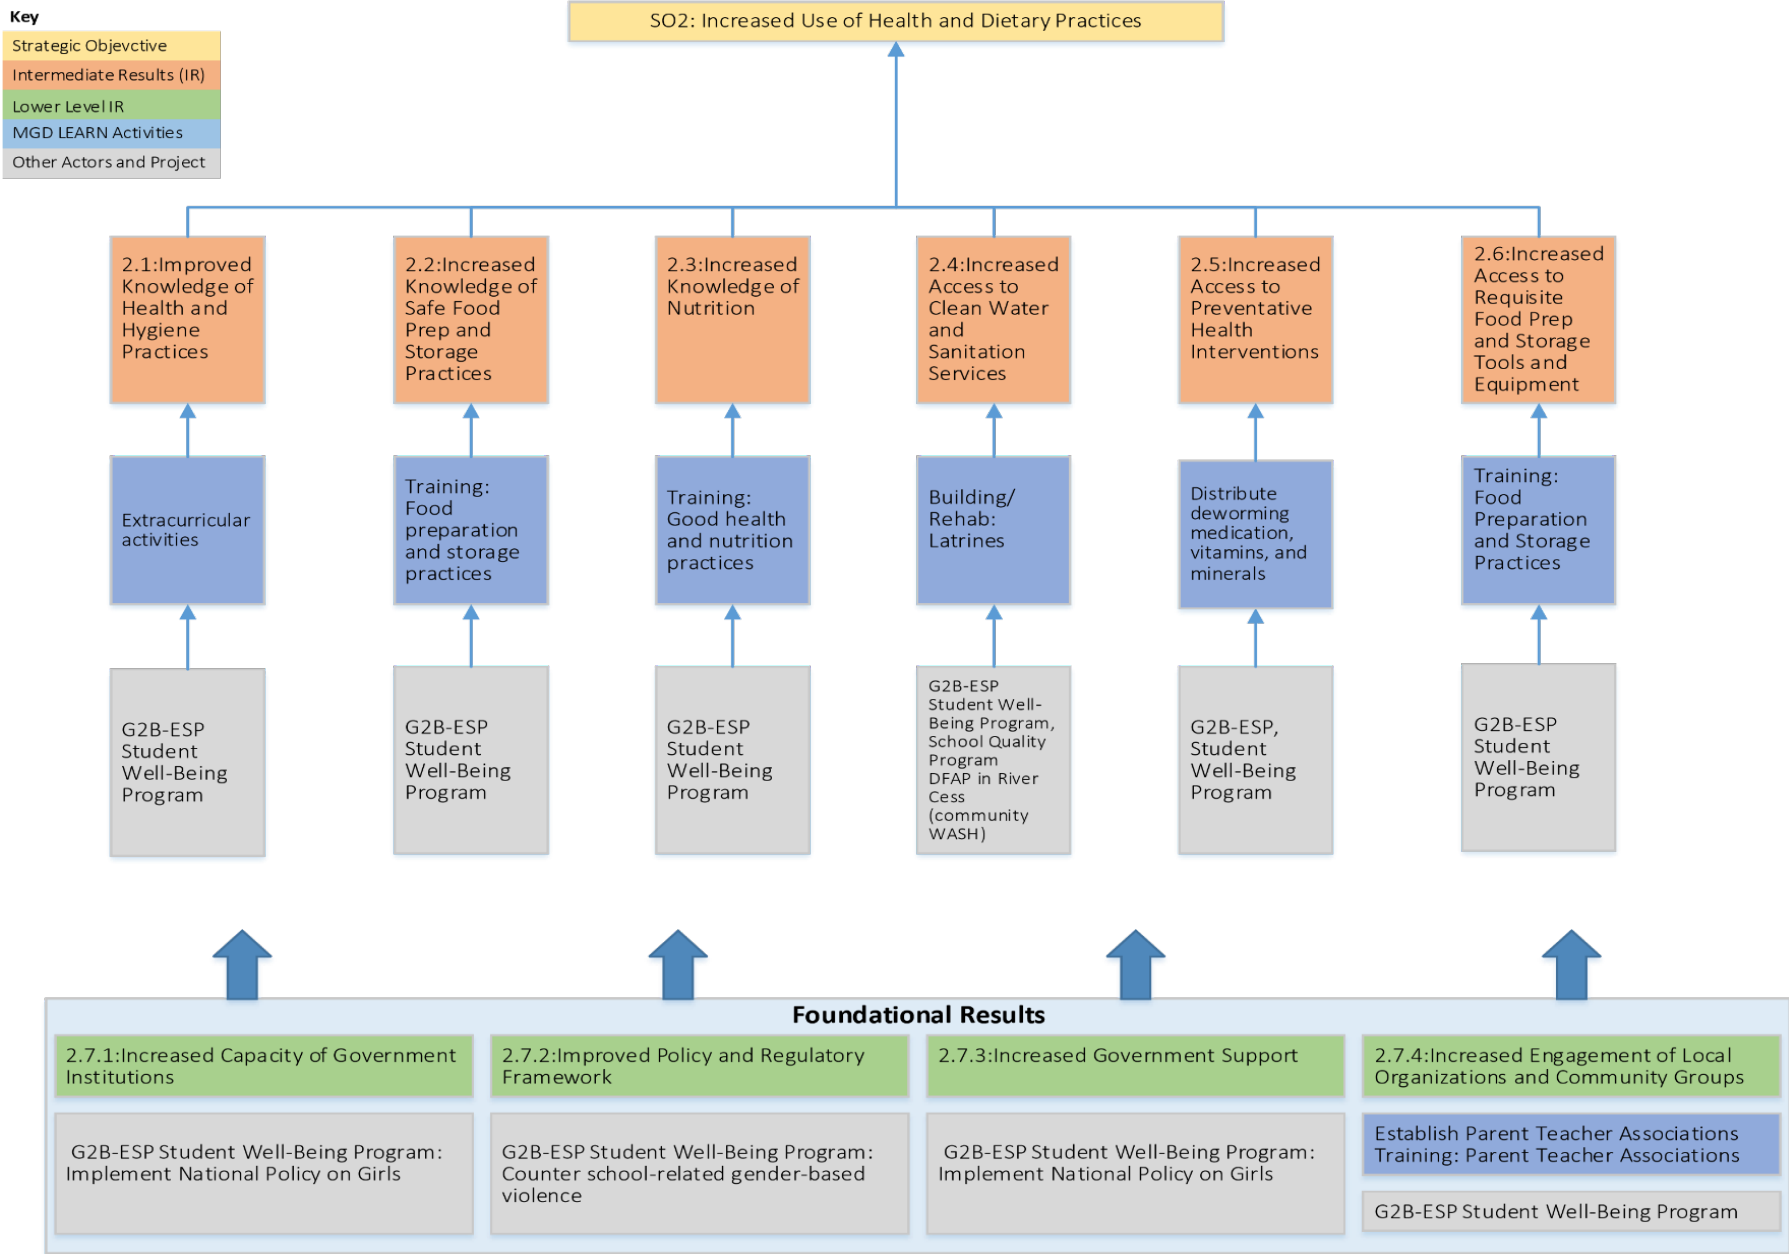 Key
Strategic Objevctive
Intermediate Results (IR)
Lower Level IR
MGD LEARN Activities
Other Actors and Project
SO2: Increased Use of Health and Dietary Practices
2.1:Improved
Knowledge of
Health and
Hygiene
Practices
2.2:Increased
Knowledge of
Safe Food
Prep and
Storage
Practices
2.3:Increased
Knowledge of
Nutrition
2.4:Increased
Access to
Clean Water
and
Sanitation
Services
2.5:Increased
Access to
Preventative
Health
Interventions
2.6:Increased
Access to
Requisite
Food Prep
and Storage
Tools and
Equipment
Extracurricular
activities
Training:
Food
preparation
and storage
practices
Training:
Good health
and nutrition
practices
Building/
Rehab:
Latrines
Distribute
deworming
medication,
vitamins, and
minerals
Training:
Food
Preparation
and Storage
Practices
G2B-ESP
Student
Well-Being
Program
G2B-ESP
Student
Well-Being
Program
G2B-ESP
Student
Well-Being
Program
G2B-ESP
Student Well-
Being Program,
School Quality
Program
DFAP in River
Cess
(community
WASH)
G2B-ESP,
Student
Well-Being
Program
G2B-ESP
Student
Well-Being
Program
Foundational Results
2.7.1:Increased Capacity of Government
Institutions
2.7.2:Improved Policy and Regulatory
Framework
2.7.3:Increased Government Support
2.7.4:Increased Engagement of Local
Organizations and Community Groups
G2B-ESP Student Well-Being Program:
Implement National Policy on Girls
G2B-ESP Student Well-Being Program:
Counter school-related gender-based
violence
G2B-ESP Student Well-Being Program:
Implement National Policy on Girls
Establish Parent Teacher Associations
Training: Parent Teacher Associations
G2B-ESP Student Well-Being Program